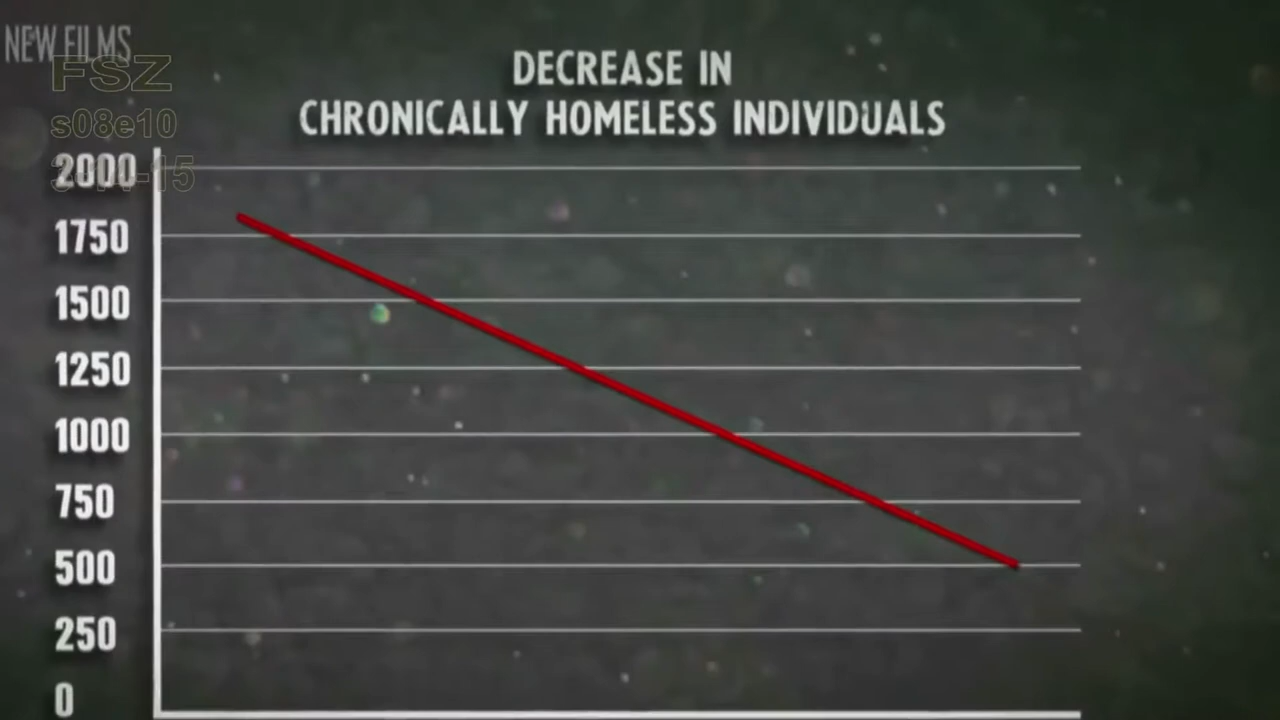 NEW FILMS
FSZ
s08e10
DECREASE IN
CHRONICALLY HOMELESS INDIVIDUALS
2000
1750
1500
1250
1000
750
500
250
0